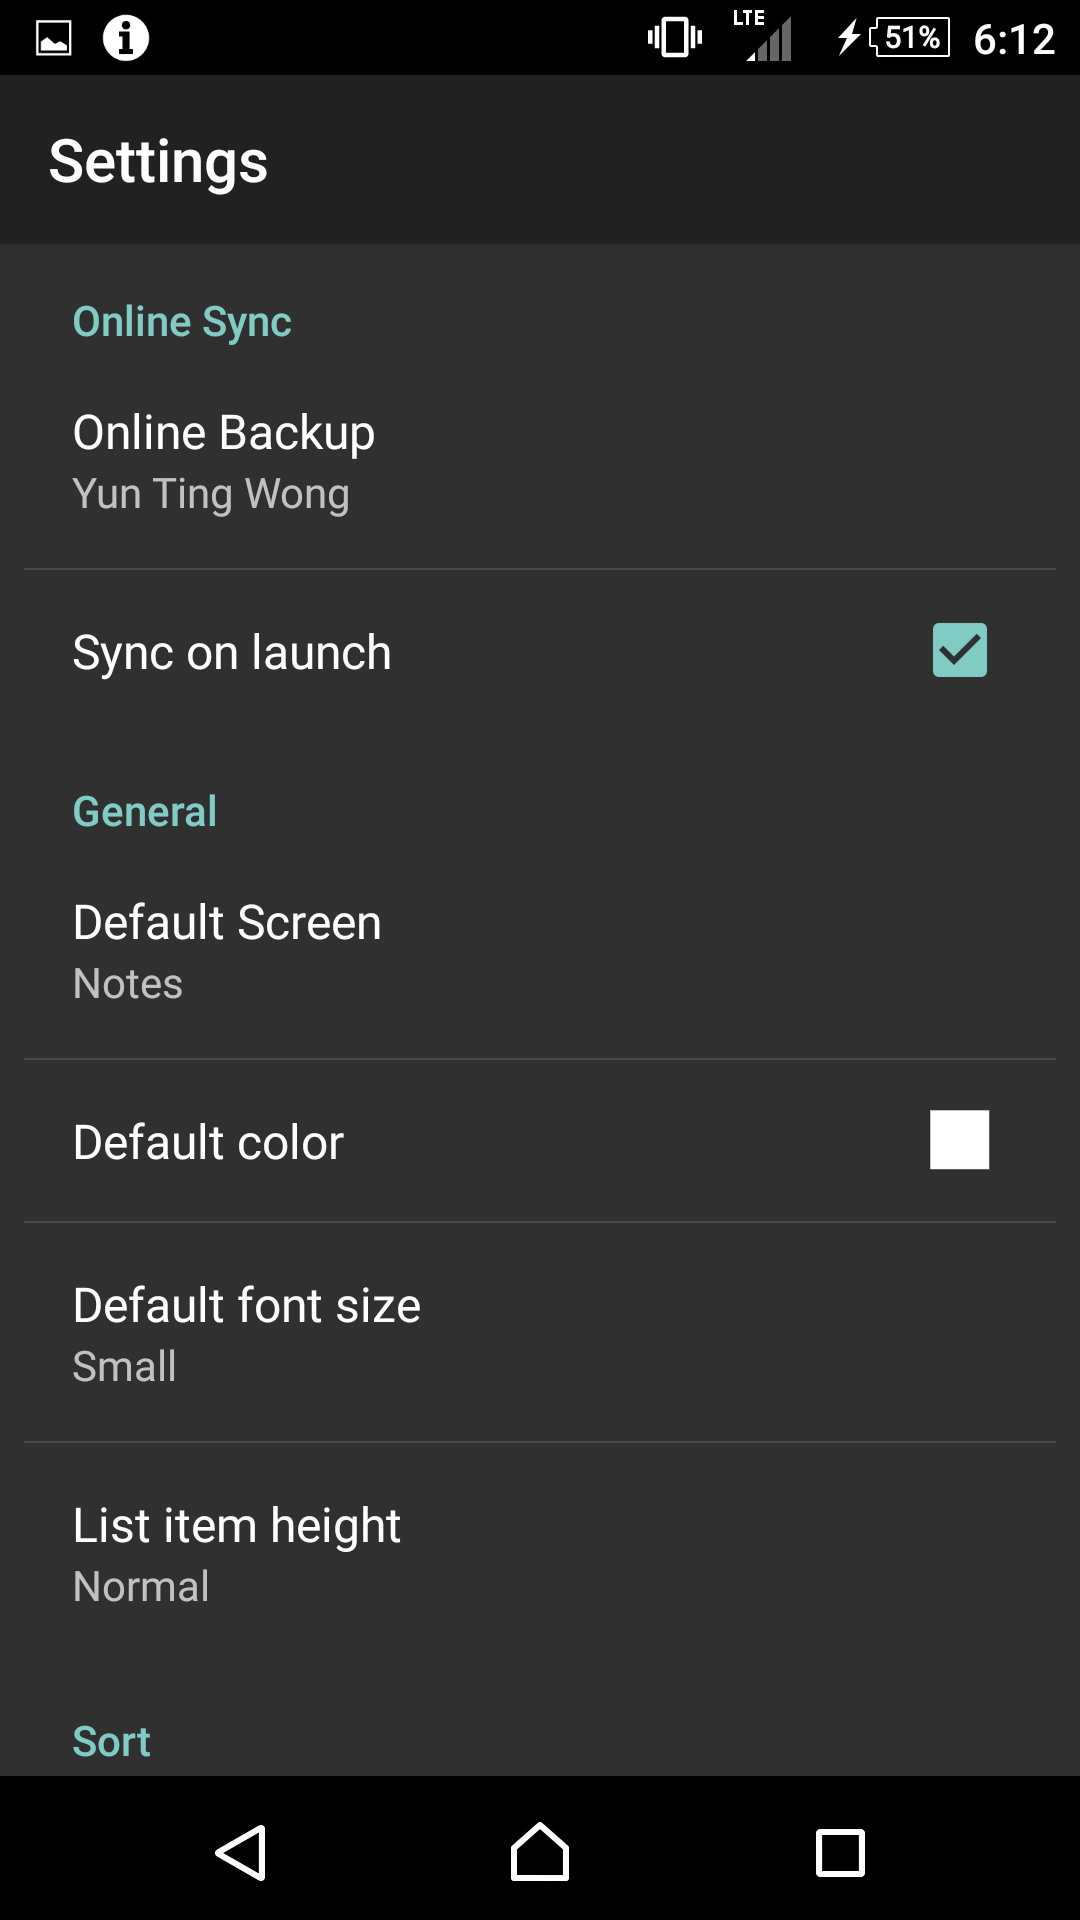 LTE 51% 6:12
Settings
Online Sync
Online Backup
Yun Ting Wong
Sync on launch
General
Default Screen
Notes
Default color
Default font size
Small
List item height
Normal
Sort